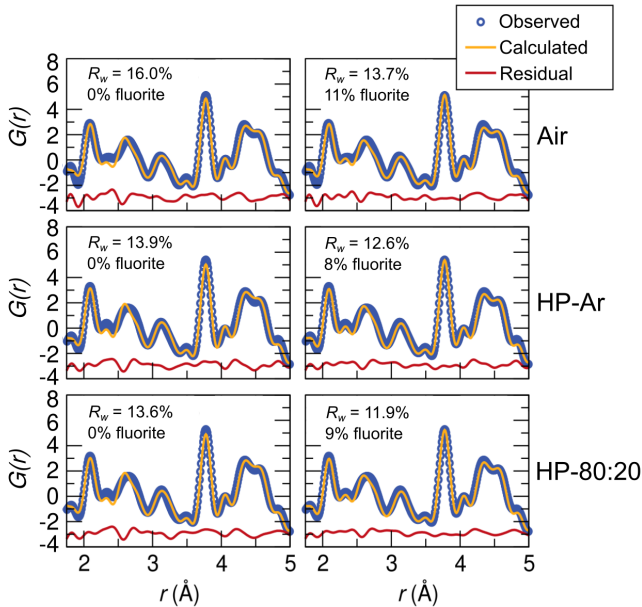 Observed
Calculated
Residual
8
6
4
2
0
-2
-4
G(r)
Rw = 16.0%
0% fluorite
Rw = 13.7%
11% fluorite
Air
8
6
4
2
0
-2
-4
G(r)
Rw = 13.9%
0% fluorite
Rw = 12.6%
8% fluorite
HP-Ar
8
6
4
2
0
-2
-4
G(r)
Rw = 13.6%
0% fluorite
Rw = 11.9%
9% fluorite
HP-80:20
2 3 4 5 2 3 4 5
r (Å) r (Å)